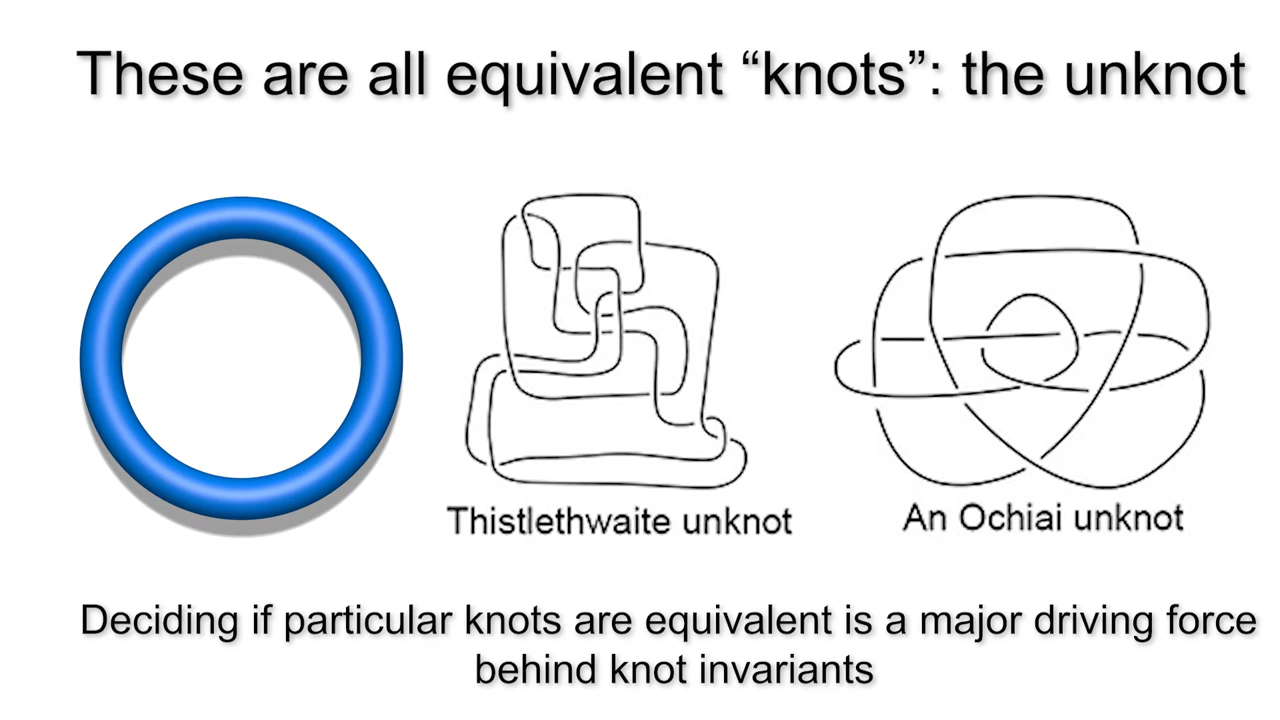 These are all equivalent “knots”: the unknot
Thistlethwaite unknot
An Ochiai unknot
Deciding if particular knots are equivalent is a major driving force
behind knot invariants